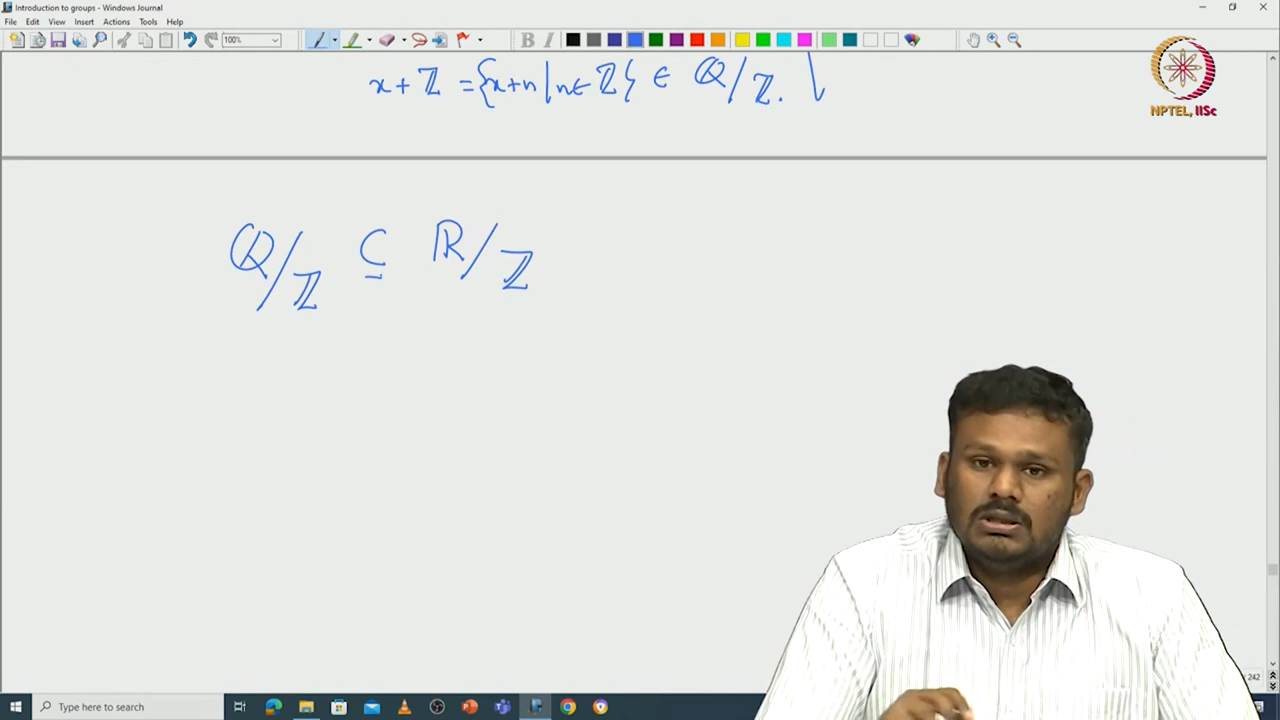 Introduction to groups - Windows Journal
File Edit View Insert Actions Tools Help
100% B I
x + ℤ = {x+n | n ∈ ℤ} ∈ ℚ/ℤ.
NPTEL, IISc
ℚ/ℤ ⊆ ℝ/ℤ
242
Type here to search